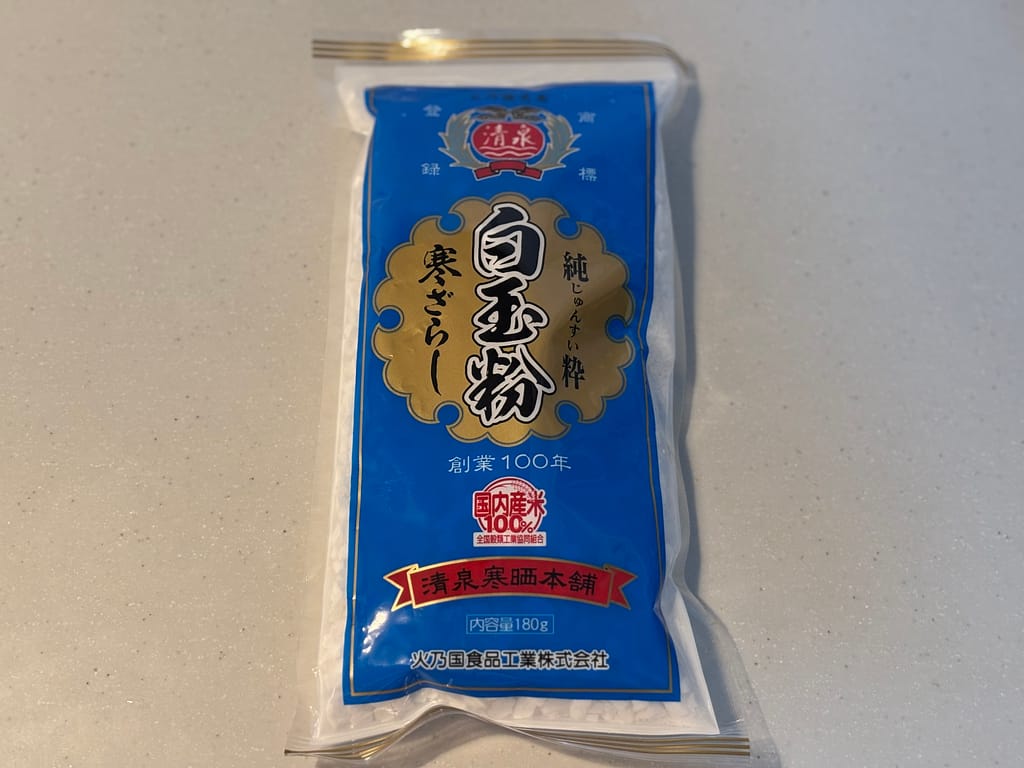 登録
商標
清泉
純粋
じゅんすい
白玉粉
寒ざらし
創業100年
国内産米
100%
全国穀類工業協同組合
清泉寒晒本舗
内容量180g
火乃国食品工業株式会社